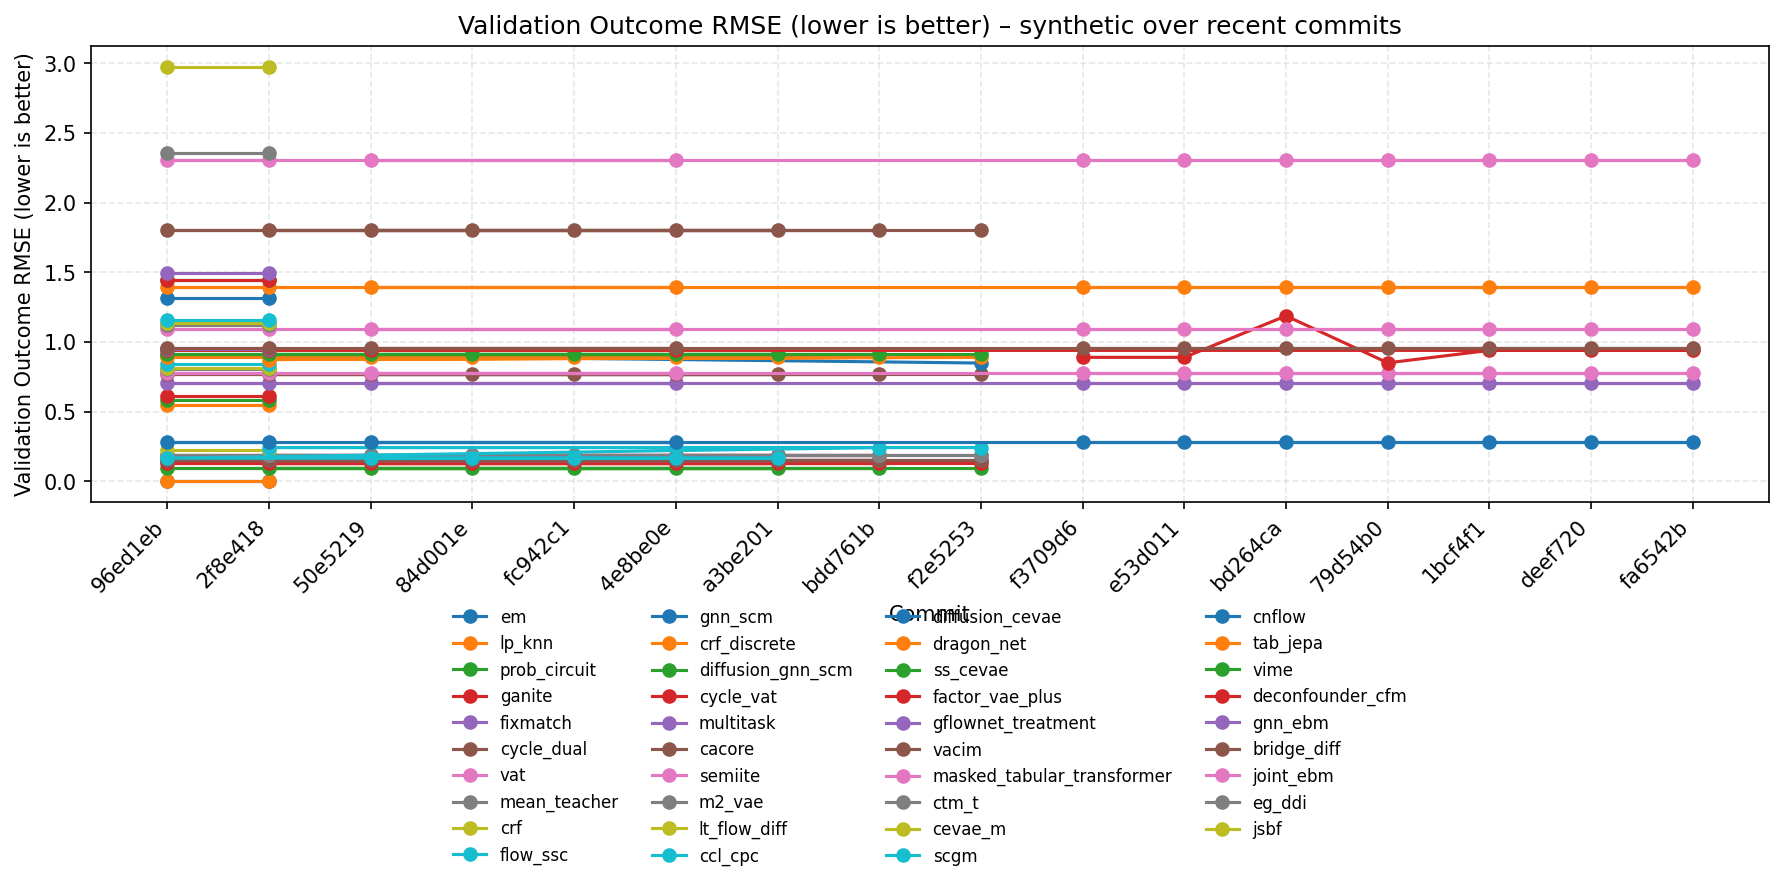 Validation Outcome RMSE (lower is better) – synthetic over recent commits
Validation Outcome RMSE (lower is better)
3.0
2.5
2.0
1.5
1.0
0.5
0.0
96ed1eb
2f8e418
50e5219
84d001e
fc942c1
4e8be0e
a3be201
bdd761b
f2e5253
f3709d6
e53d011
bd264ca
79d54b0
1bcf4f1
deef720
fa6542b
Commit
em
lp_knn
prob_circuit
ganite
fixmatch
cycle_dual
vat
mean_teacher
crf
flow_ssc
gnn_scm
crf_discrete
diffusion_gnn_scm
cycle_vat
multitask
cacore
semiite
m2_vae
lt_flow_diff
ccl_cpc
diffusion_cevae
dragon_net
ss_cevae
factor_vae_plus
gflownet_treatment
vacim
masked_tabular_transformer
ctm_t
cevae_m
scgm
cnflow
tab_jepa
vime
deconfounder_cfm
gnn_ebm
bridge_diff
joint_ebm
eg_ddi
jsbf